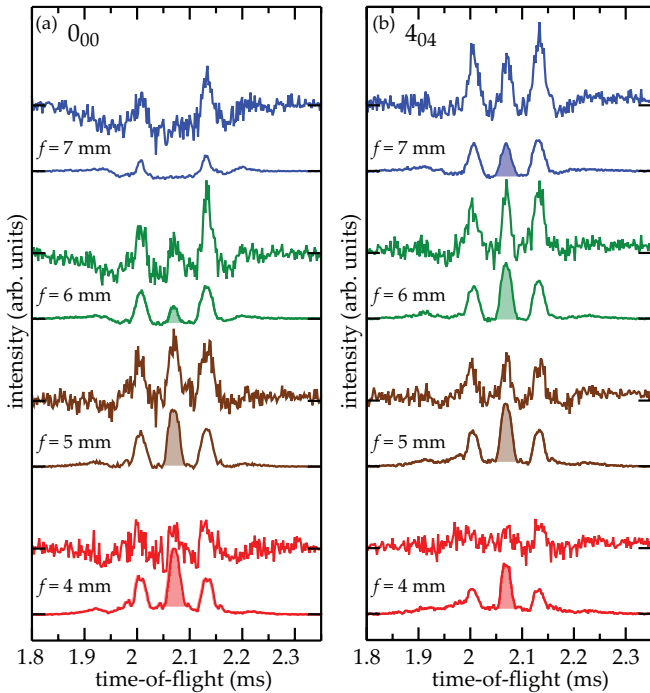 (a) 0₀₀
intensity (arb. units)
f = 7 mm
f = 6 mm
f = 5 mm
f = 4 mm
1.8 1.9 2 2.1 2.2 2.3
time-of-flight (ms)
(b) 4₀₄
intensity (arb. units)
f = 7 mm
f = 6 mm
f = 5 mm
f = 4 mm
1.8 1.9 2 2.1 2.2 2.3
time-of-flight (ms)